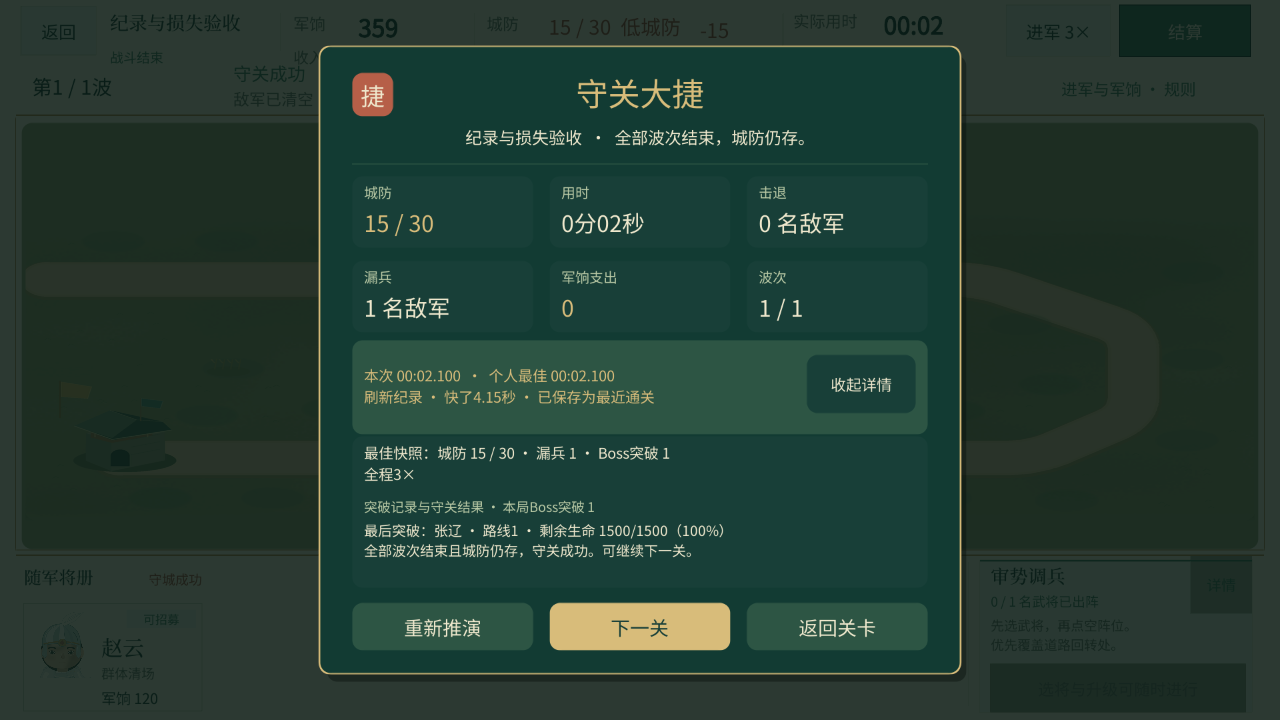 返回
纪录与损失验收
战斗结束
军饷
359
收入
城防
15 / 30 低城防 -15
实际用时
00:02
进军 3×
结算
第1 / 1波
守关成功
敌军已清空
进军与军饷 · 规则
捷
守关大捷
纪录与损失验收 · 全部波次结束，城防仍存。
城防
15 / 30
用时
0分02秒
击退
0 名敌军
漏兵
1 名敌军
军饷支出
0
波次
1 / 1
本次 00:02.100 · 个人最佳 00:02.100
刷新纪录 · 快了4.15秒 · 已保存为最近通关
收起详情
最佳快照：城防 15 / 30 · 漏兵 1 · Boss突破 1
全程3×
突破记录与守关结果 · 本局Boss突破 1
最后突破：张辽 · 路线1 · 剩余生命 1500/1500（100%）
全部波次结束且城防仍存，守关成功。可继续下一关。
重新推演
下一关
返回关卡
随军将册
守城成功
可招募
赵云
群体清场
军饷 120
审势调兵
详情
0 / 1 名武将已出阵
先选武将，再点空阵位。
优先覆盖道路回转处。